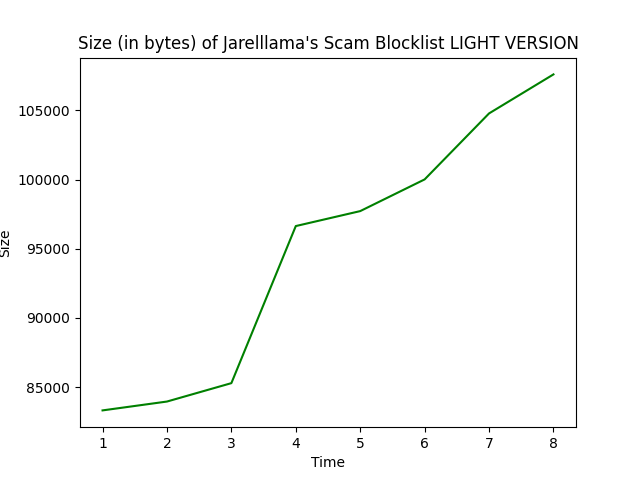 Size (in bytes) of Jarelllama's Scam Blocklist LIGHT VERSION
105000
100000
95000
90000
85000
Size
1 2 3 4 5 6 7 8
Time